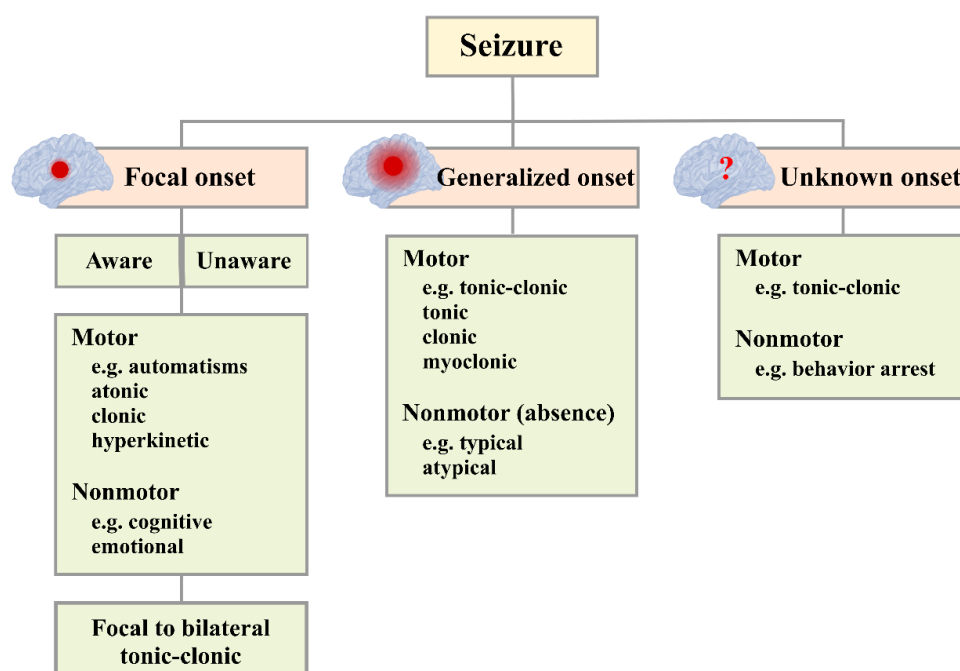 Seizure
Focal onset
Aware
Unaware
Motor
e.g. automatisms
atonic
clonic
hyperkinetic
Nonmotor
e.g. cognitive
emotional
Focal to bilateral
tonic-clonic
Generalized onset
Motor
e.g. tonic-clonic
tonic
clonic
myoclonic
Nonmotor (absence)
e.g. typical
atypical
?
Unknown onset
Motor
e.g. tonic-clonic
Nonmotor
e.g. behavior arrest